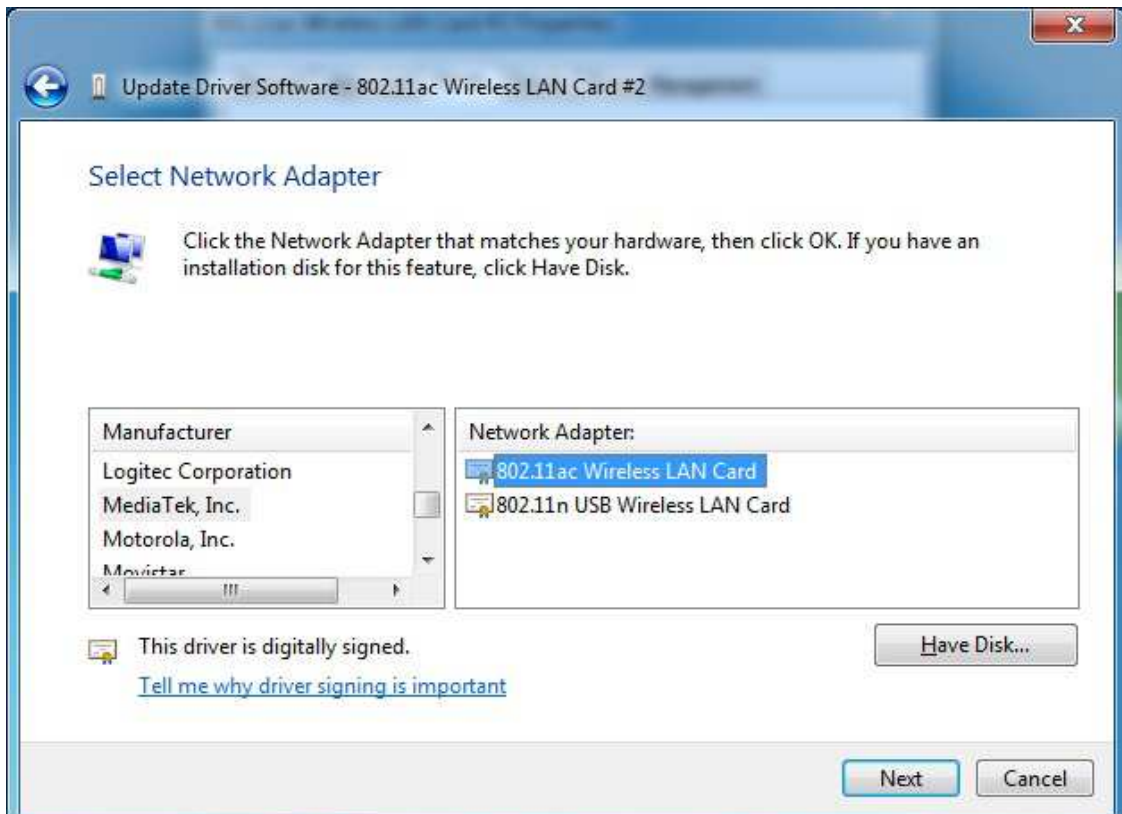 Update Driver Software - 802.11ac Wireless LAN Card #2
Select Network Adapter
Click the Network Adapter that matches your hardware, then click OK. If you have an
installation disk for this feature, click Have Disk.
Manufacturer
Logitec Corporation
MediaTek, Inc.
Motorola, Inc.
Movistar
Network Adapter:
802.11ac Wireless LAN Card
802.11n USB Wireless LAN Card
This driver is digitally signed.
Tell me why driver signing is important
Have Disk...
Next
Cancel